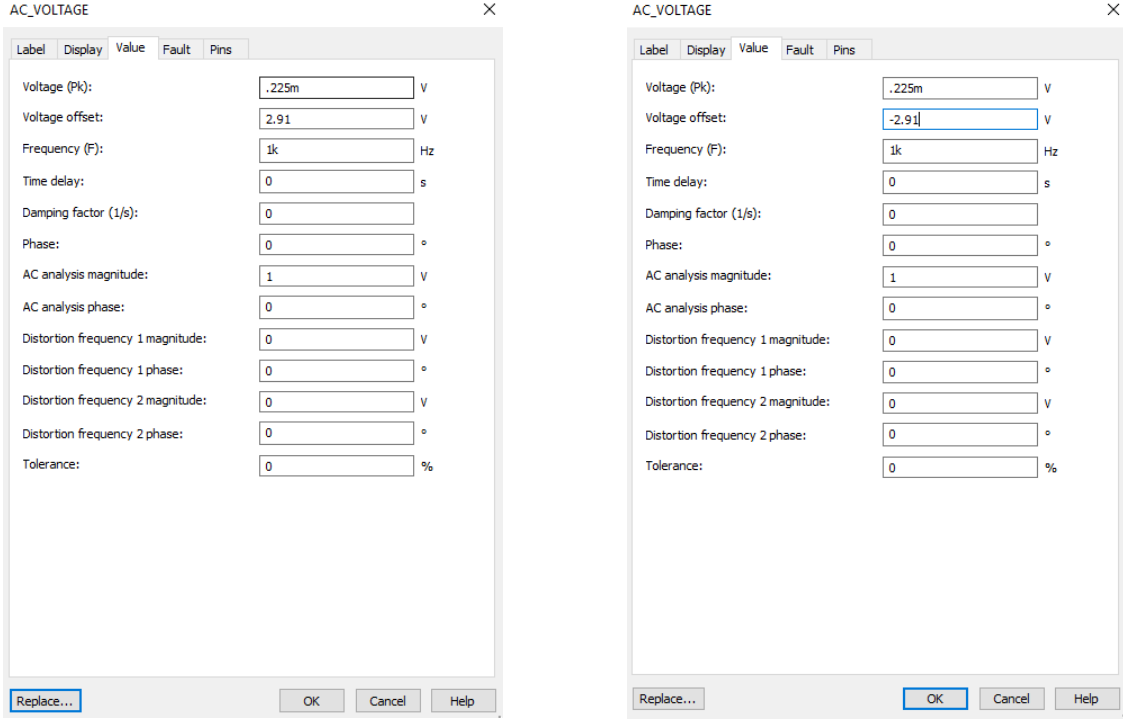 AC_VOLTAGE
Label Display Value Fault Pins
Voltage (Pk): .225m V
Voltage offset: 2.91 V
Frequency (F): 1k Hz
Time delay: 0 s
Damping factor (1/s): 0
Phase: 0 °
AC analysis magnitude: 1 V
AC analysis phase: 0 °
Distortion frequency 1 magnitude: 0 V
Distortion frequency 1 phase: 0 °
Distortion frequency 2 magnitude: 0 V
Distortion frequency 2 phase: 0 °
Tolerance: 0 %
Replace... OK Cancel Help
AC_VOLTAGE
Label Display Value Fault Pins
Voltage (Pk): .225m V
Voltage offset: -2.91 V
Frequency (F): 1k Hz
Time delay: 0 s
Damping factor (1/s): 0
Phase: 0 °
AC analysis magnitude: 1 V
AC analysis phase: 0 °
Distortion frequency 1 magnitude: 0 V
Distortion frequency 1 phase: 0 °
Distortion frequency 2 magnitude: 0 V
Distortion frequency 2 phase: 0 °
Tolerance: 0 %
Replace... OK Cancel Help